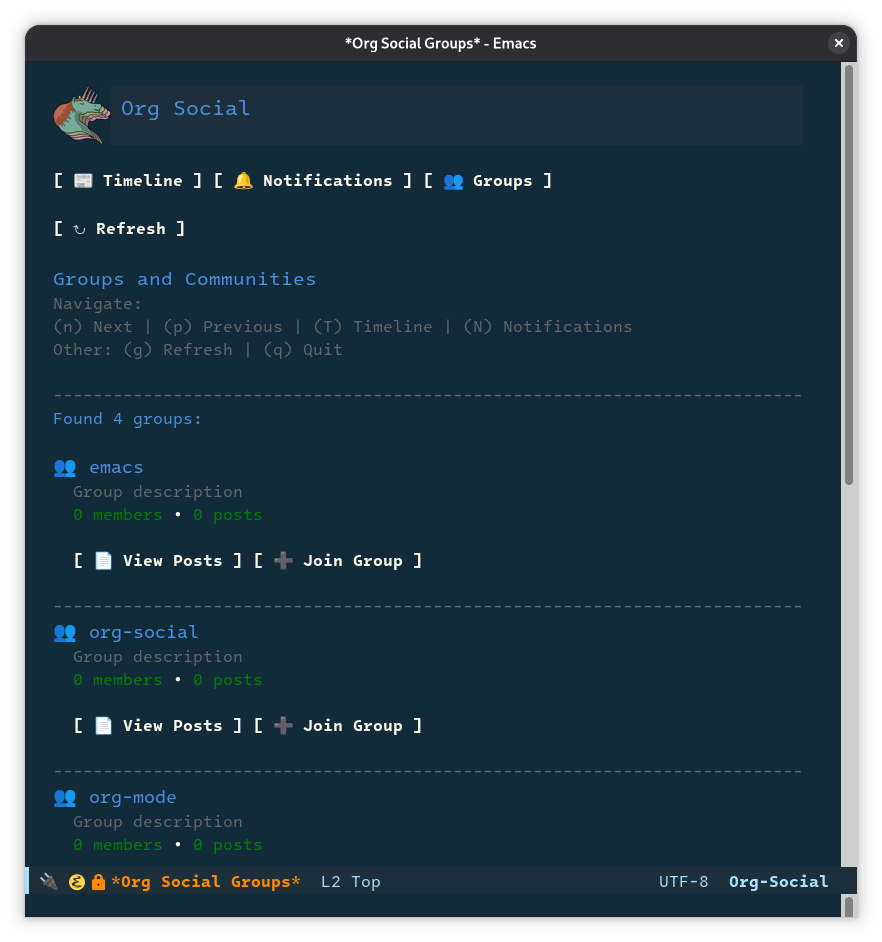 *Org Social Groups* - Emacs
Org Social
[ 📰 Timeline ] [ 🔔 Notifications ] [ 👥 Groups ]
[ ↻ Refresh ]
Groups and Communities
Navigate:
(n) Next | (p) Previous | (T) Timeline | (N) Notifications
Other: (g) Refresh | (q) Quit
---------------------------------------------------------------------------
Found 4 groups:
👥 emacs
Group description
0 members • 0 posts
[ 📄 View Posts ] [ ➕ Join Group ]
---------------------------------------------------------------------------
👥 org-social
Group description
0 members • 0 posts
[ 📄 View Posts ] [ ➕ Join Group ]
---------------------------------------------------------------------------
👥 org-mode
Group description
0 members • 0 posts
*Org Social Groups* L2 Top UTF-8 Org-Social